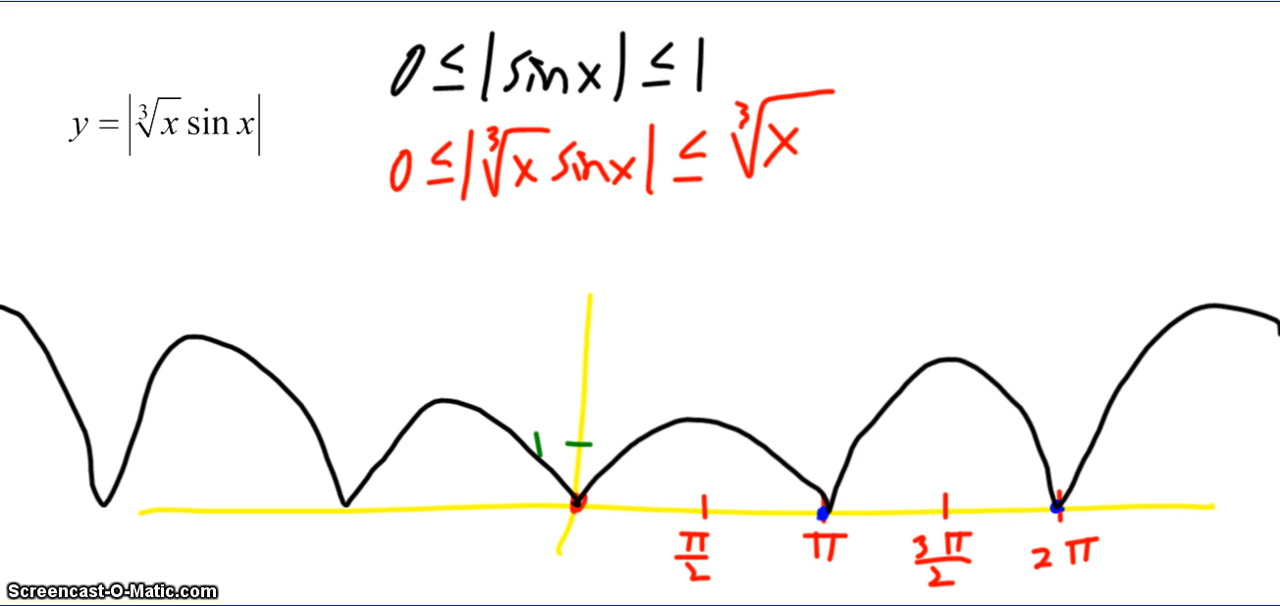 0 ≤ |sin x| ≤ 1
y = |∛x sin x|
0 ≤ |∛x sin x| ≤ ∛x
1
π/2 π 3π/2 2π
Screencast-O-Matic.com